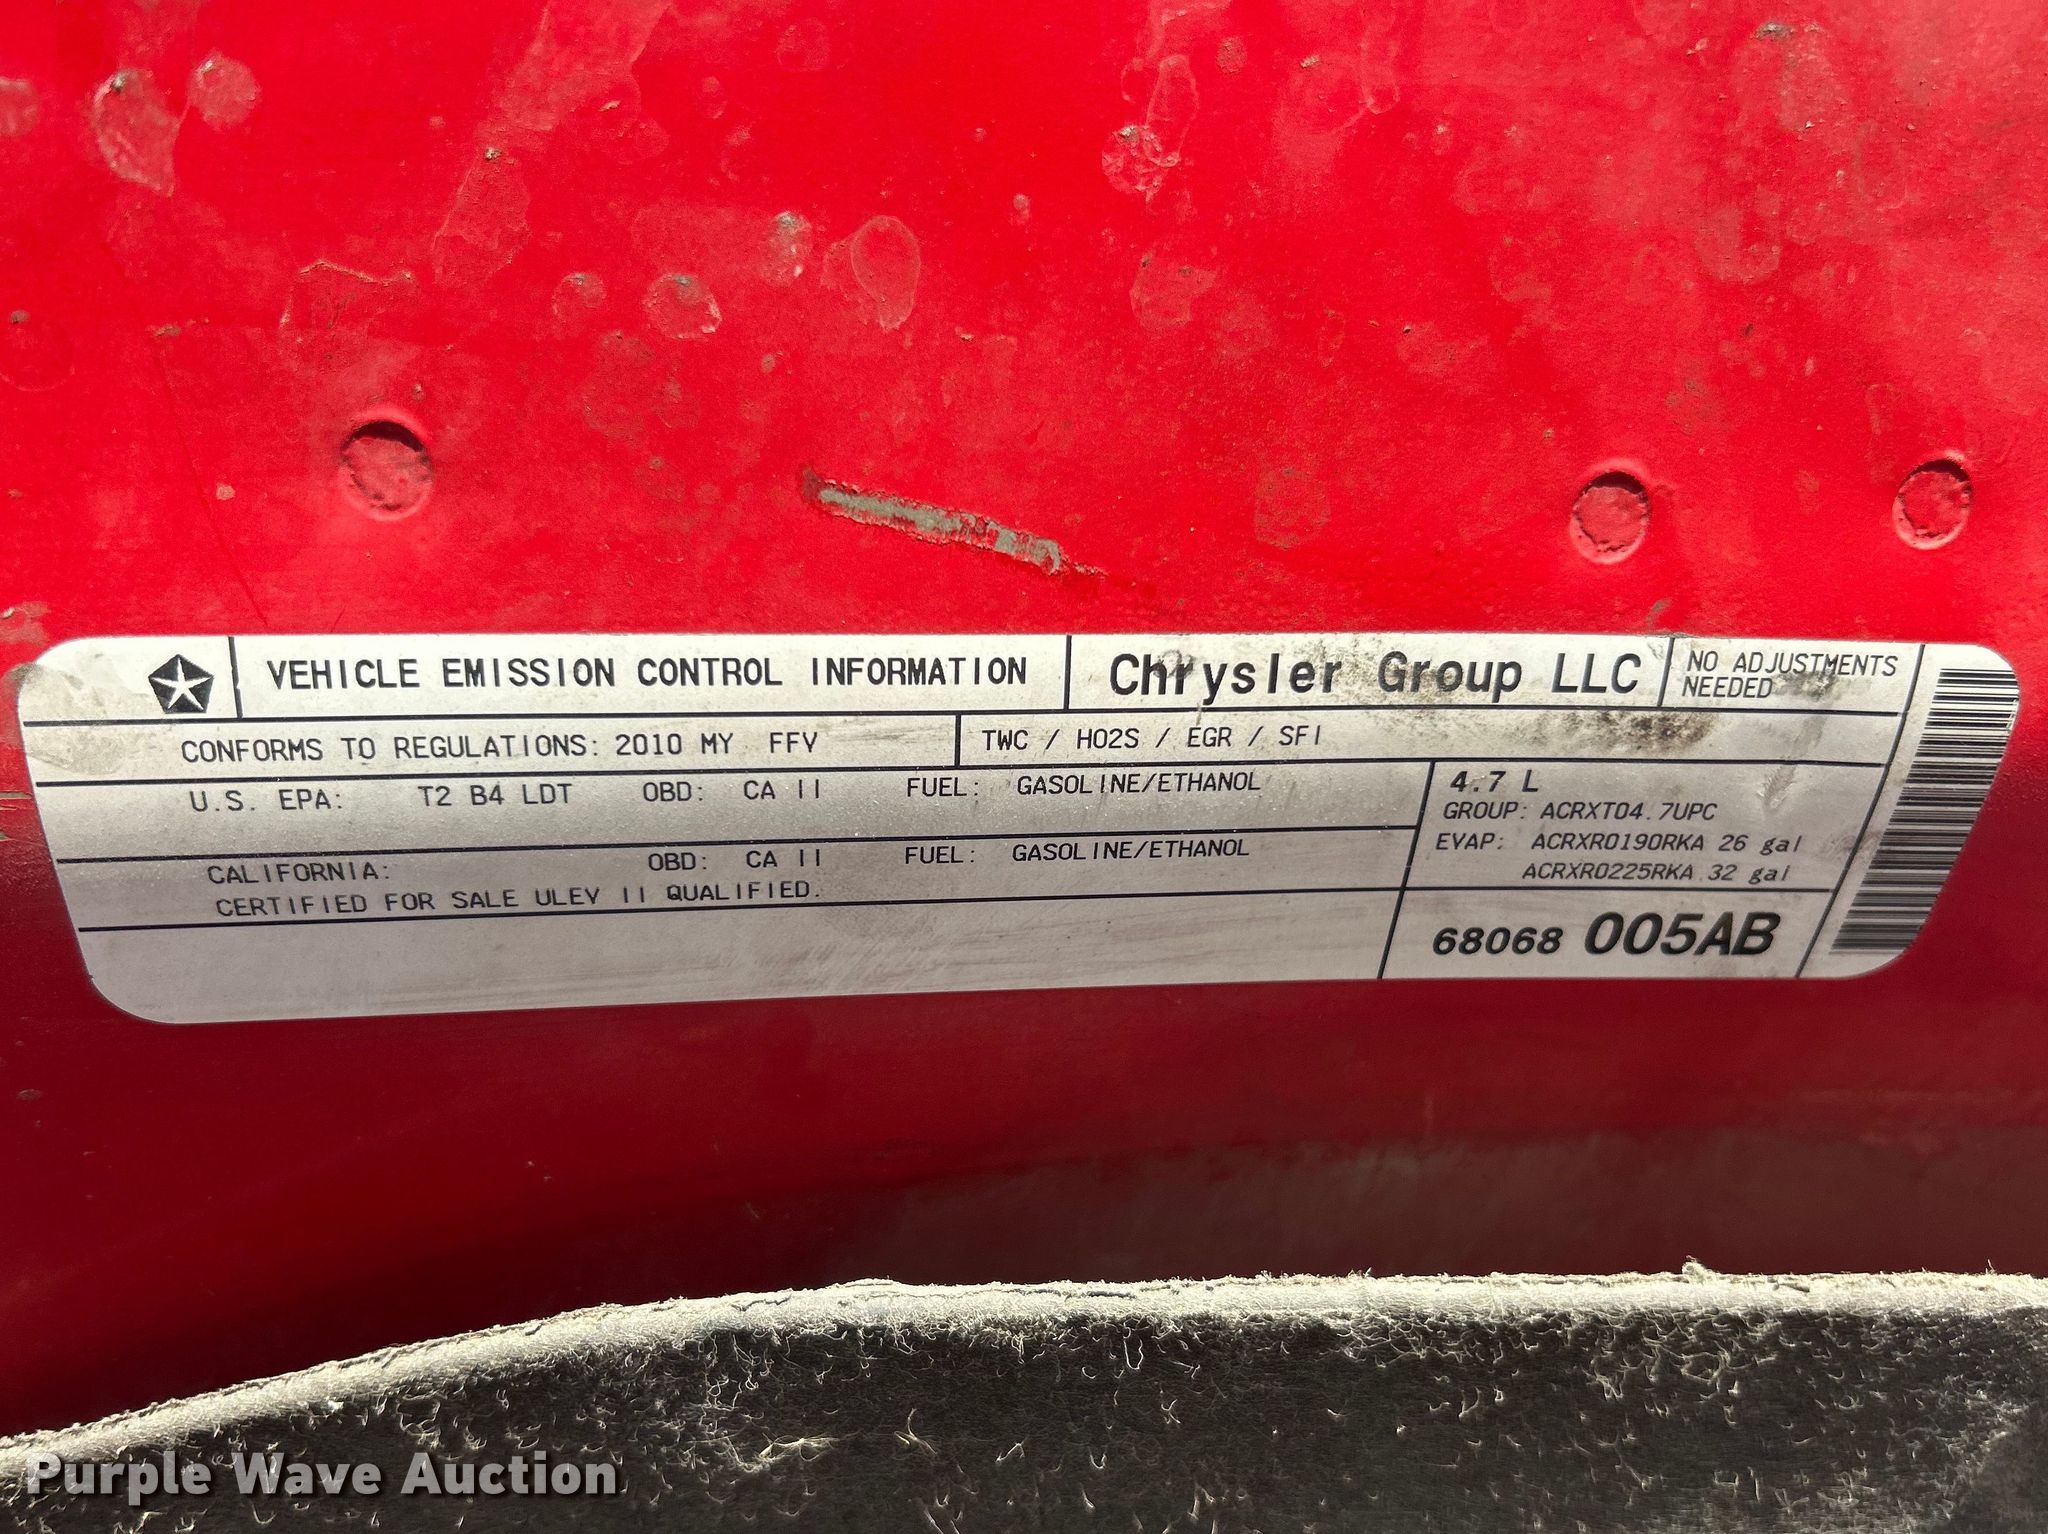 VEHICLE EMISSION CONTROL INFORMATION
Chrysler Group LLC
NO ADJUSTMENTS
NEEDED
CONFORMS TO REGULATIONS: 2010 MY FFV
TWC / HO2S / EGR / SFI
U.S. EPA: T2 B4 LDT OBD: CA II FUEL: GASOLINE/ETHANOL
CALIFORNIA: OBD: CA II FUEL: GASOLINE/ETHANOL
CERTIFIED FOR SALE ULEV II QUALIFIED.
4.7 L
GROUP: ACRXT04.7UPC
EVAP: ACRXR0190RKA 26 gal
ACRXR0225RKA 32 gal
68068 005AB
Purple Wave Auction